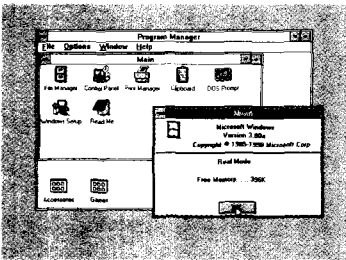 Program Manager
File Options Window Help
Main
File Manager Control Panel Print Manager Clipboard DOS Prompt
Windows Setup Read Me
Accessories Games
Microsoft Windows
Version 3.00a
Copyright © 1985-1990 Microsoft Corp
Real Mode
Free Memory ... 396K